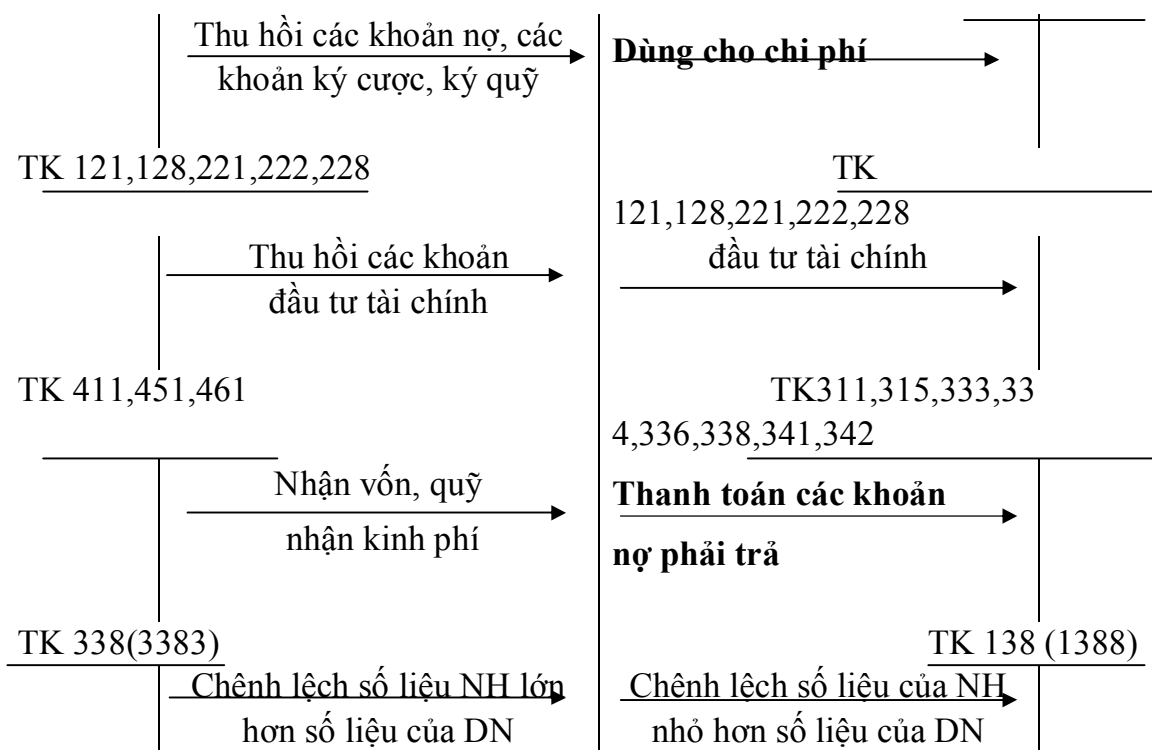 Thu hồi các khoản nợ, các
khoản ký cược, ký quỹ
Dùng cho chi phí
TK 121,128,221,222,228
TK
121,128,221,222,228
Thu hồi các khoản
đầu tư tài chính
đầu tư tài chính
TK 411,451,461
TK311,315,333,33
4,336,338,341,342
Nhận vốn, quỹ
nhận kinh phí
Thanh toán các khoản
nợ phải trả
TK 338(3383)
TK 138 (1388)
Chênh lệch số liệu NH lớn
hơn số liệu của DN
Chênh lệch số liệu của NH
nhỏ hơn số liệu của DN